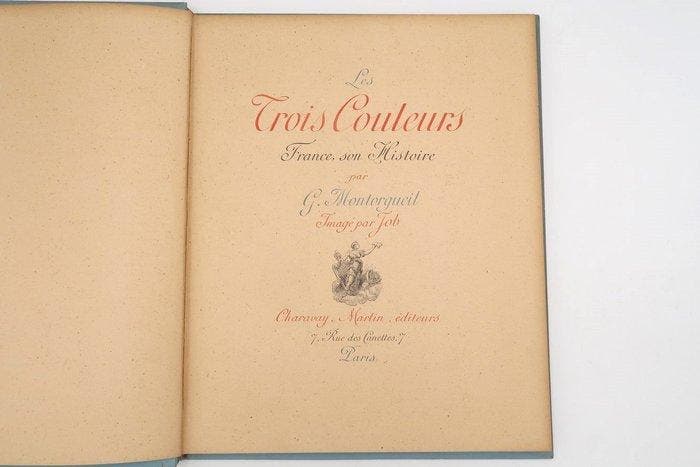 Les
Trois Couleurs
France, son Histoire
par
G. Montorgueil
Imagé par Job
Charavay, Martin, éditeurs
7, Rue des Canettes, 7
Paris.